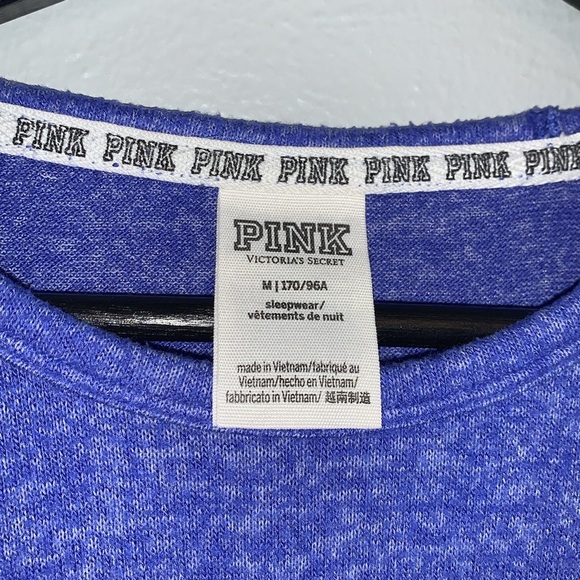 PINK PINK PINK PINK PINK PINK PINK
PINK
VICTORIA'S SECRET
M | 170/96A
sleepwear/
vêtements de nuit
made in Vietnam/fabriqué au
Vietnam/hecho en Vietnam/
fabbricato in Vietnam/ 越南制造